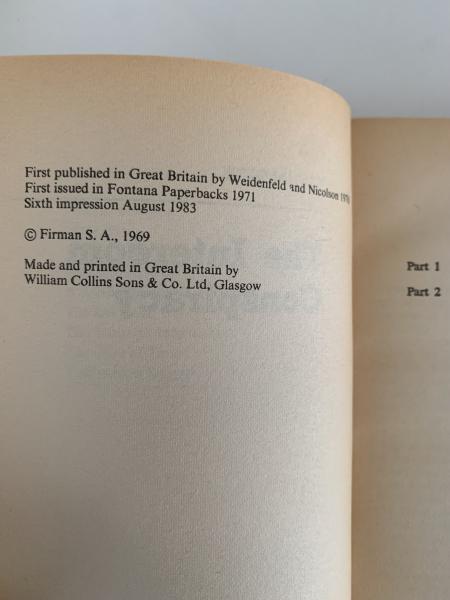 First published in Great Britain by Weidenfeld and Nicolson 1970
First issued in Fontana Paperbacks 1971
Sixth impression August 1983
© Firman S. A., 1969
Made and printed in Great Britain by
William Collins Sons & Co. Ltd, Glasgow
Part 1
Part 2